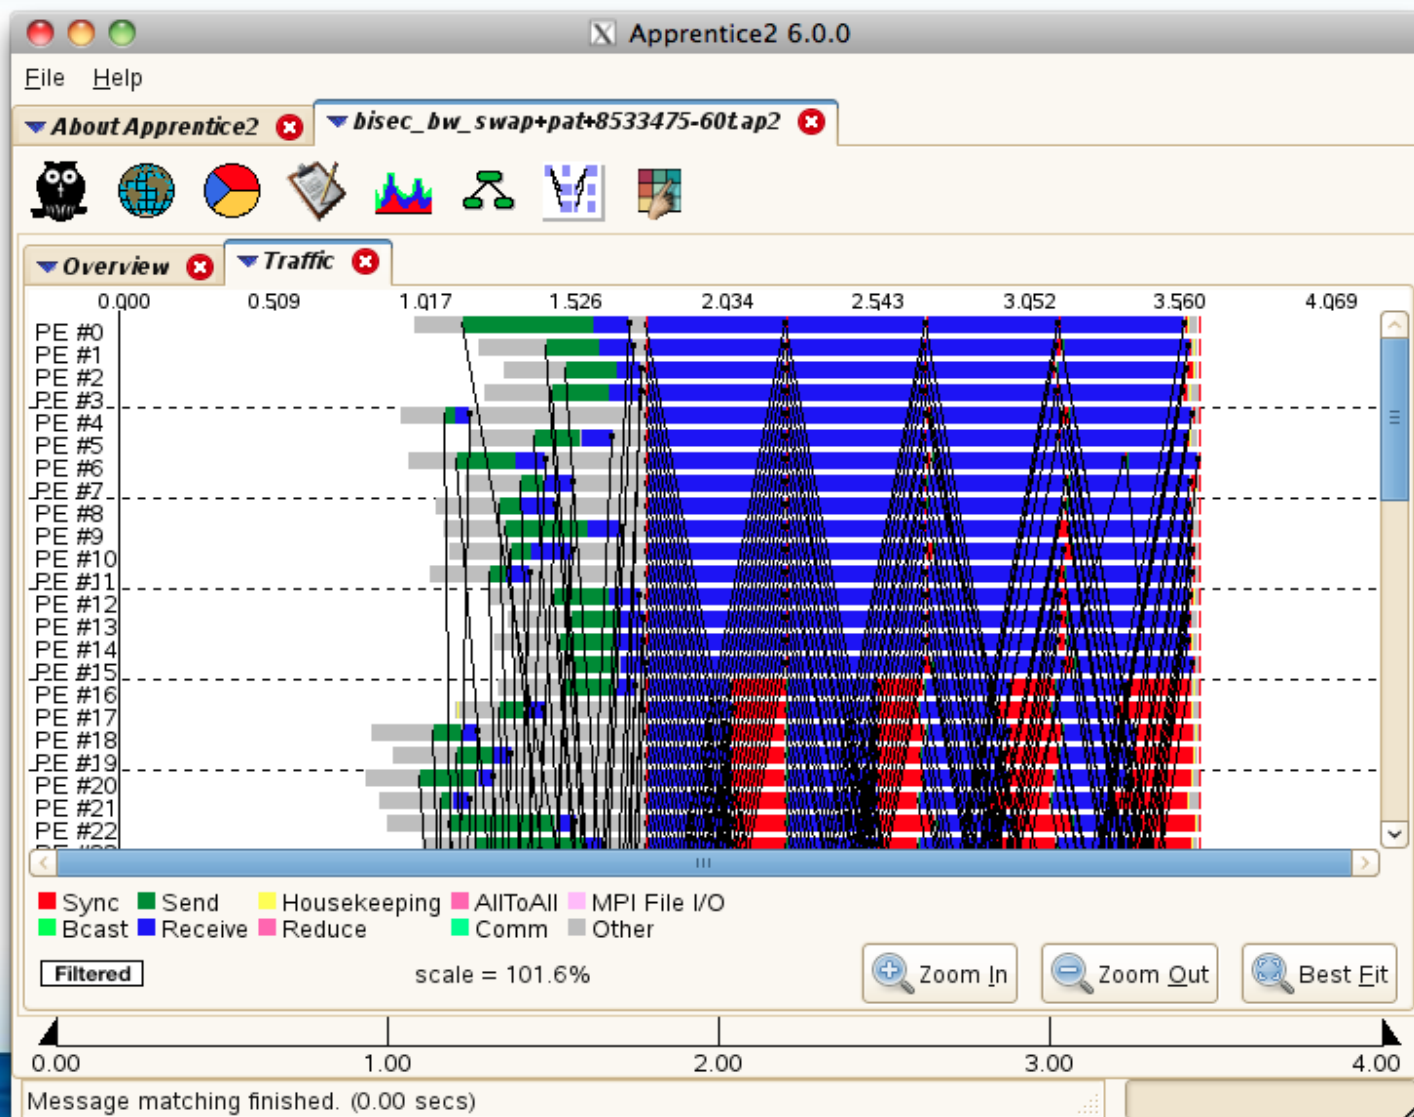 Apprentice2 6.0.0
File Help
About Apprentice2 bisec_bw_swap+pat+8533475-60t.ap2
Overview Traffic
0.000 0.509 1.017 1.526 2.034 2.543 3.052 3.560 4.069
PE #0
PE #1
PE #2
PE #3
PE #4
PE #5
PE #6
PE #7
PE #8
PE #9
PE #10
PE #11
PE #12
PE #13
PE #14
PE #15
PE #16
PE #17
PE #18
PE #19
PE #20
PE #21
PE #22
Sync Send Housekeeping AllToAll MPI File I/O
Bcast Receive Reduce Comm Other
Filtered scale = 101.6% Zoom In Zoom Out Best Fit
0.00 1.00 2.00 3.00 4.00
Message matching finished. (0.00 secs)